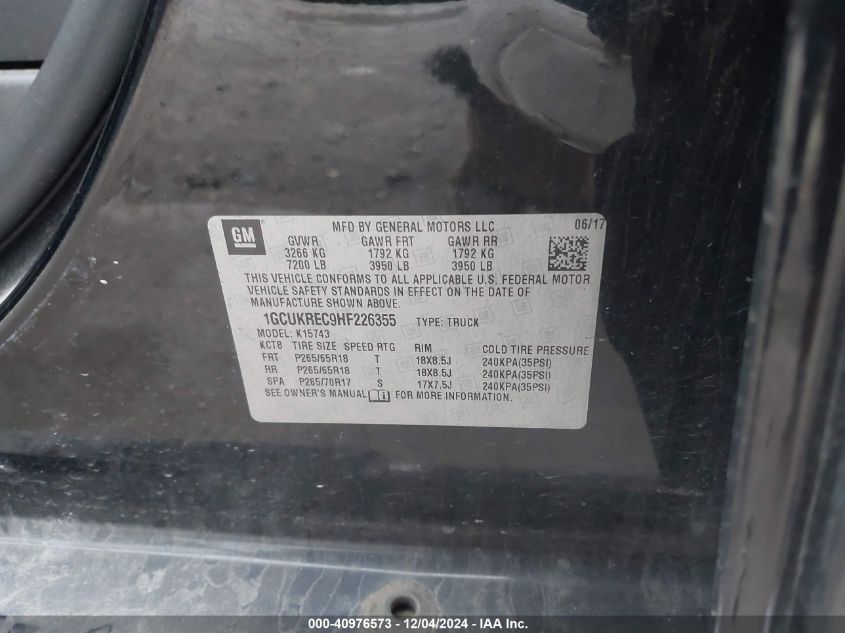 GM MFD BY GENERAL MOTORS LLC 06/17
GVWR GAWR FRT GAWR RR
3266 KG 1792 KG 1792 KG
7200 LB 3950 LB 3950 LB
THIS VEHICLE CONFORMS TO ALL APPLICABLE U.S. FEDERAL MOTOR
VEHICLE SAFETY STANDARDS IN EFFECT ON THE DATE OF
MANUFACTURE SHOWN ABOVE.
1GCUKREC9HF226355 TYPE: TRUCK
MODEL: K15743
KCT8 TIRE SIZE SPEED RTG RIM COLD TIRE PRESSURE
FRT P265/65R18 T 18X8.5J 240KPA(35PSI)
RR P265/65R18 T 18X8.5J 240KPA(35PSI)
SPA P265/70R17 S 17X7.5J 240KPA(35PSI)
SEE OWNER'S MANUAL FOR MORE INFORMATION.
000-40976573 - 12/04/2024 - IAA Inc.